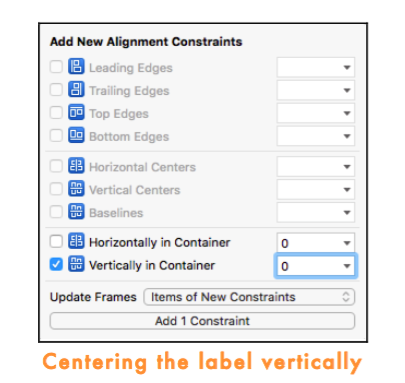 Add New Alignment Constraints
Leading Edges
Trailing Edges
Top Edges
Bottom Edges
Horizontal Centers
Vertical Centers
Baselines
Horizontally in Container 0
Vertically in Container 0
Update Frames Items of New Constraints
Add 1 Constraint
Centering the label vertically